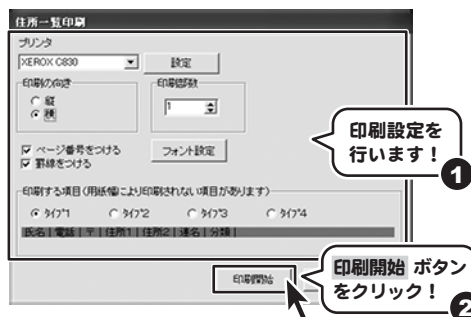 住所一覧印刷
プリンタ
XEROX C830 設定
印刷の向き 印刷部数
縦
横
1
ページ番号をつける フォント設定
罫線をつける
印刷する項目(用紙幅により印刷されない項目があります)
タイプ1 タイプ2 タイプ3 タイプ4
氏名 | 電話 | 〒 | 住所1 | 住所2 | 連名 | 分類 |
印刷開始
印刷設定を
行います!
1
印刷開始 ボタン
をクリック!
2